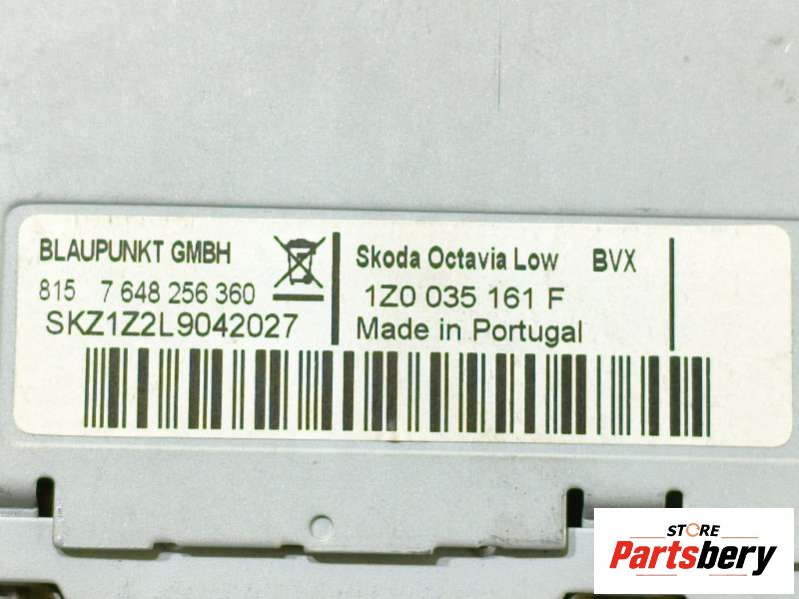 BLAUPUNKT GMBH
815 7 648 256 360
SKZ1Z2L9042027
Skoda Octavia Low BVX
1Z0 035 161 F
Made in Portugal
STORE
Partsbery